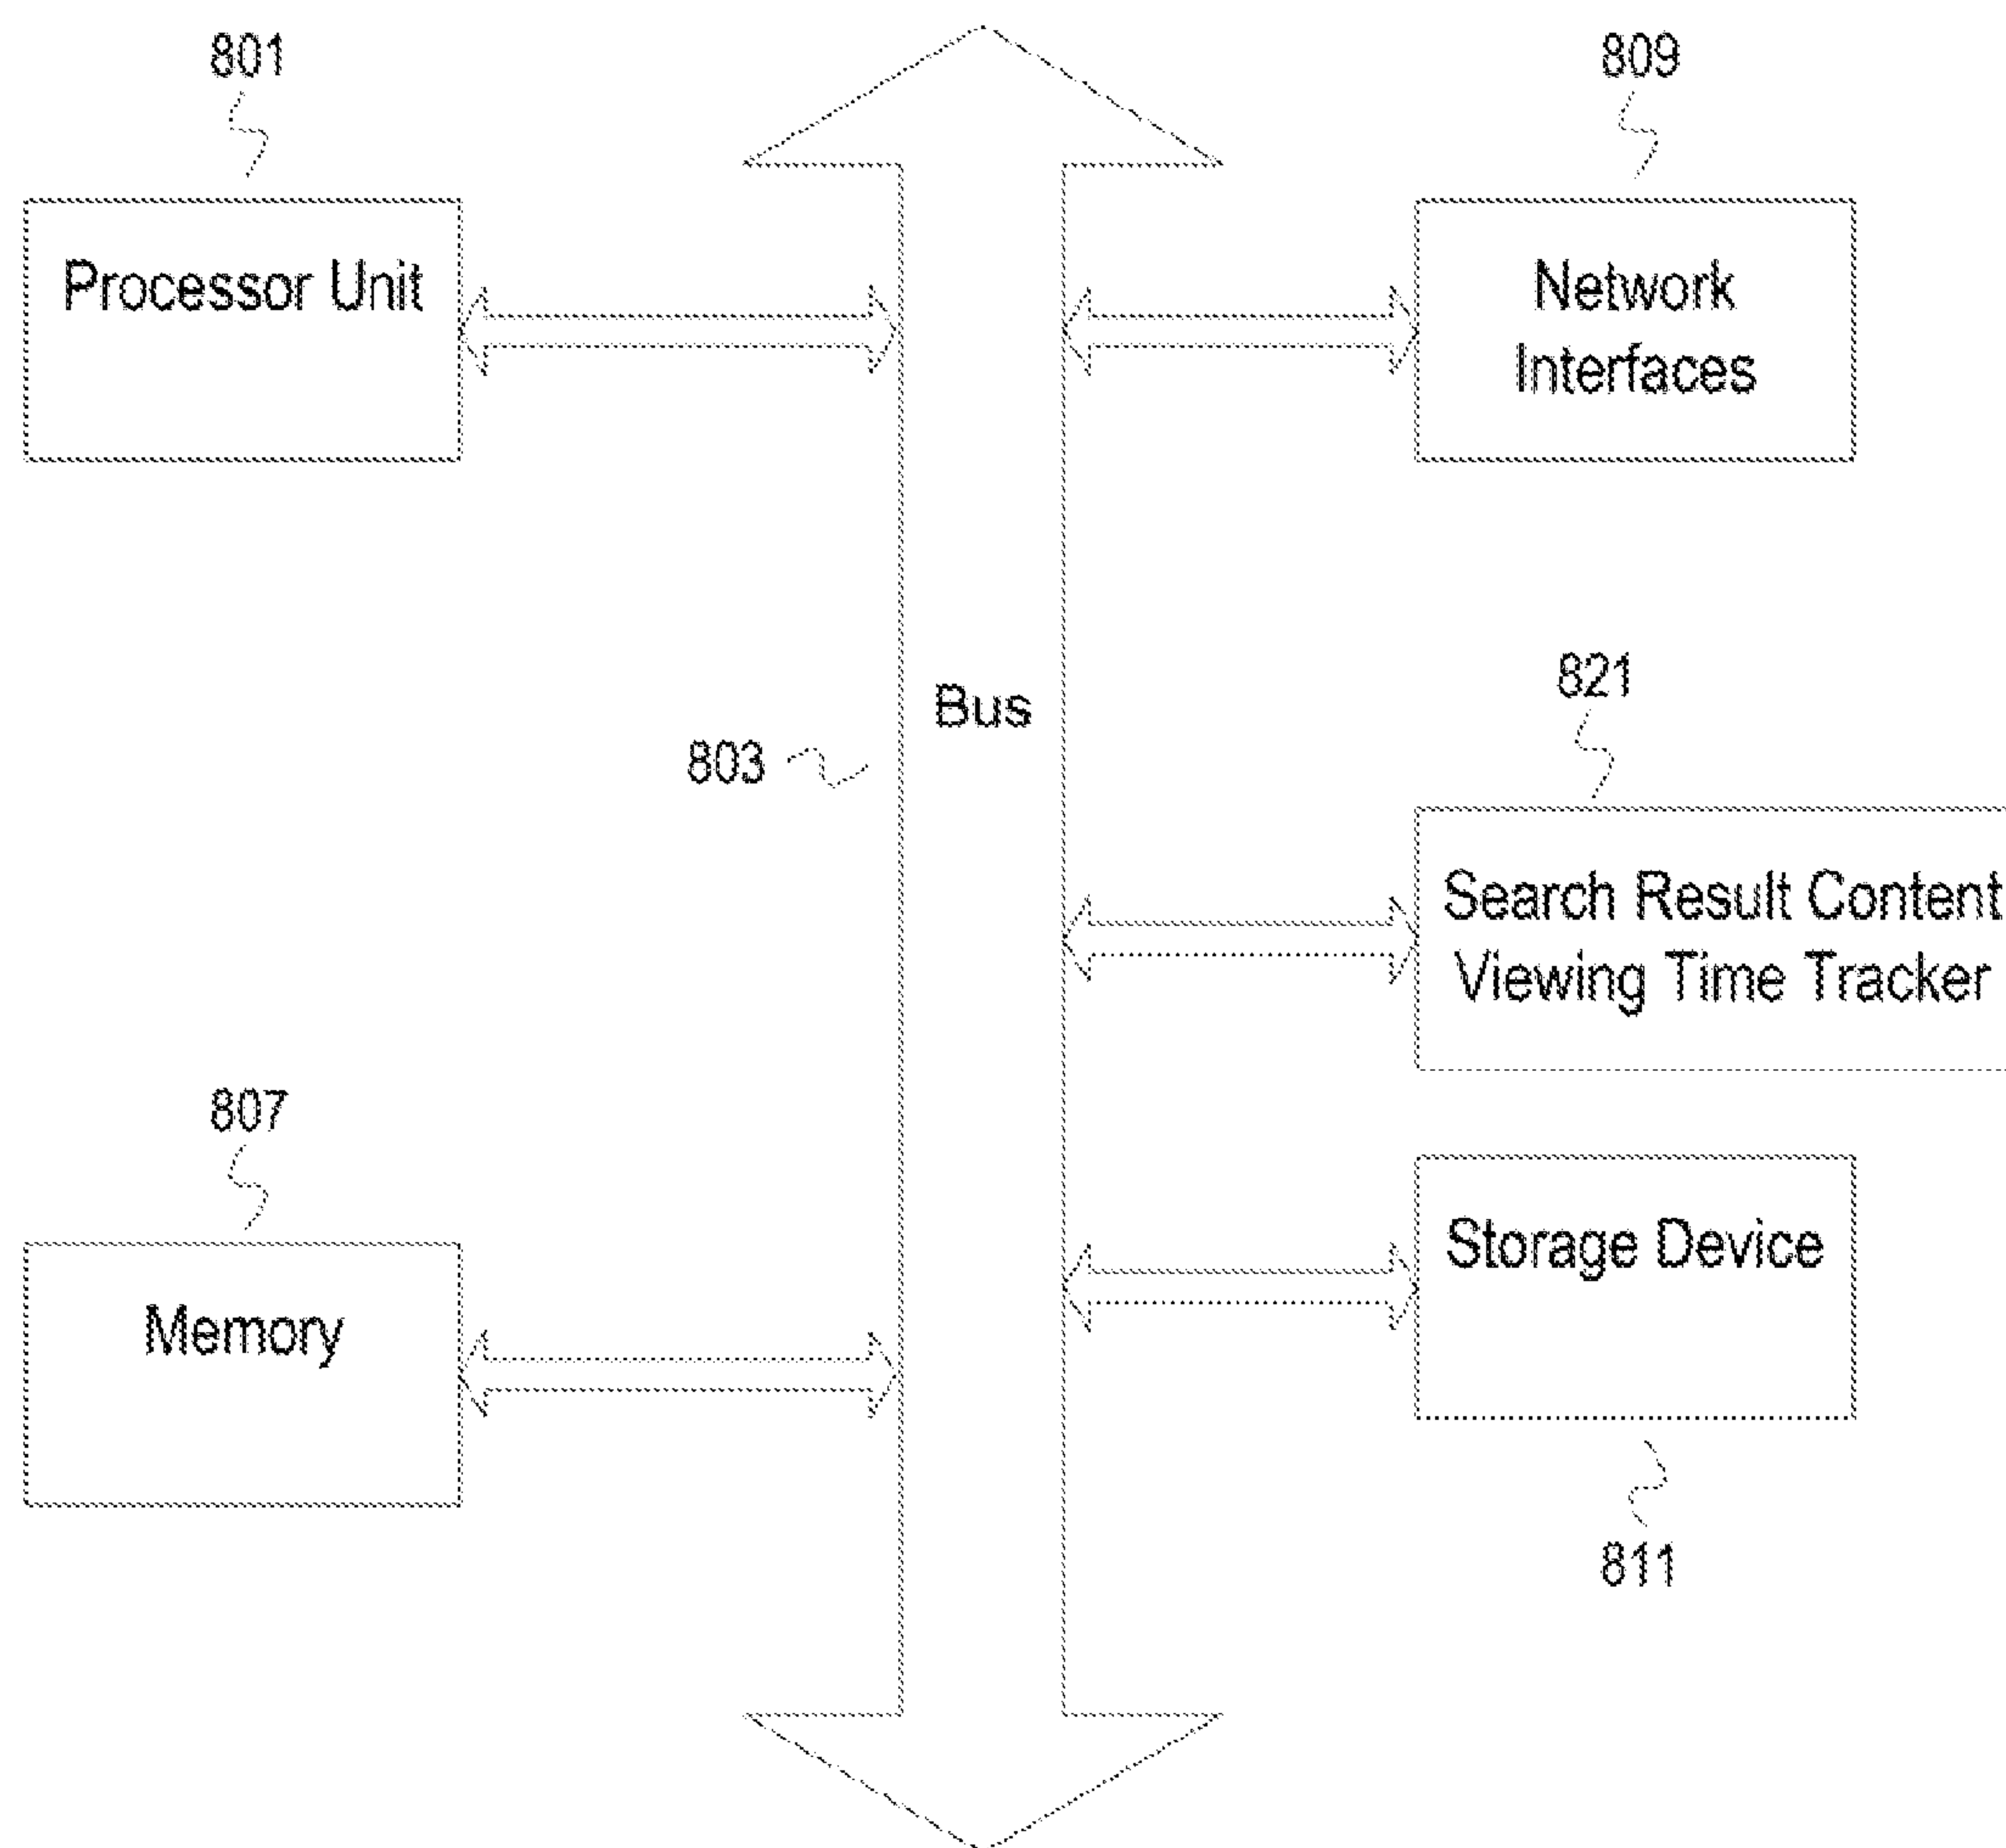 801
809
Processor Unit
Network
Interfaces
Bus
821
803
Search Result Content
Viewing Time Tracker
807
Storage Device
Memory
811